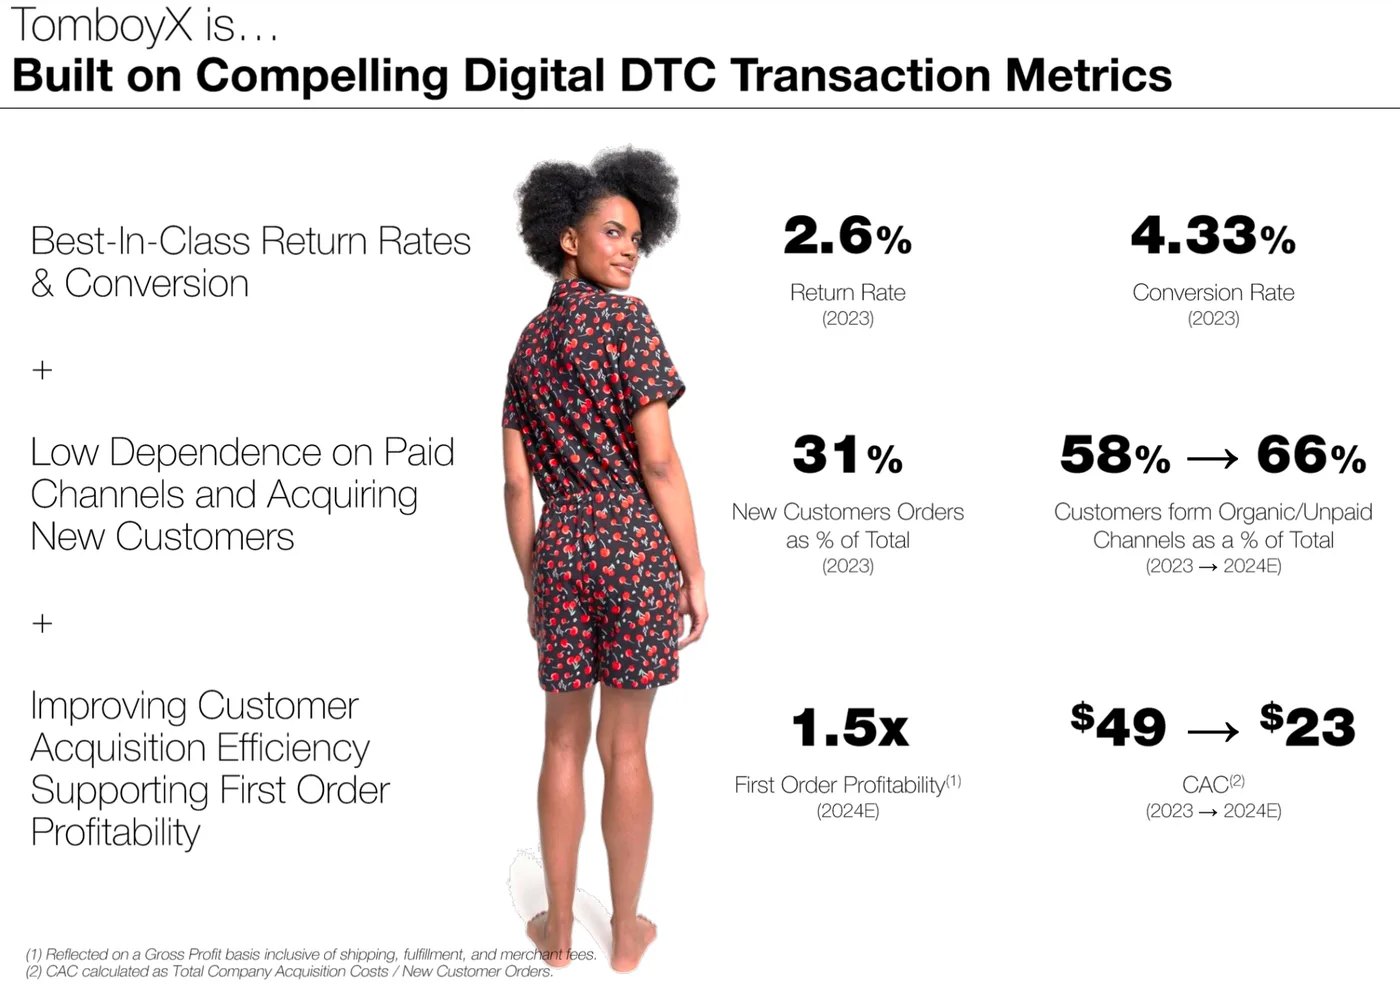 TomboyX is...
Built on Compelling Digital DTC Transaction Metrics
Best-In-Class Return Rates
& Conversion
+
Low Dependence on Paid
Channels and Acquiring
New Customers
+
Improving Customer
Acquisition Efficiency
Supporting First Order
Profitability
2.6%
Return Rate
(2023)
4.33%
Conversion Rate
(2023)
31%
New Customers Orders
as % of Total
(2023)
58% → 66%
Customers form Organic/Unpaid
Channels as a % of Total
(2023 → 2024E)
1.5x
First Order Profitability(1)
(2024E)
$49 → $23
CAC(2)
(2023 → 2024E)
(1) Reflected on a Gross Profit basis inclusive of shipping, fulfillment, and merchant fees.
(2) CAC calculated as Total Company Acquisition Costs / New Customer Orders.